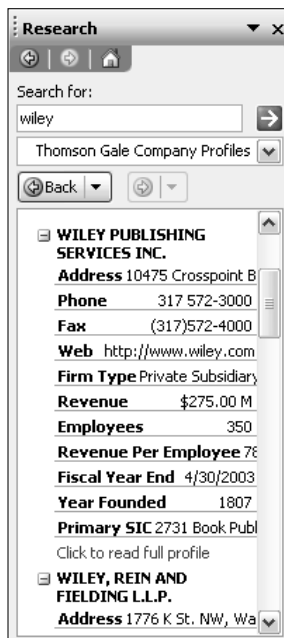 Research
Search for:
wiley
Thomson Gale Company Profiles
Back
WILEY PUBLISHING
SERVICES INC.
Address 10475 Crosspoint B
Phone 317 572-3000
Fax (317)572-4000
Web http://www.wiley.com
Firm Type Private Subsidiary
Revenue $275.00 M
Employees 350
Revenue Per Employee 78
Fiscal Year End 4/30/2003
Year Founded 1807
Primary SIC 2731 Book Publ
Click to read full profile
WILEY, REIN AND
FIELDING L.L.P.
Address 1776 K St. NW, Wa